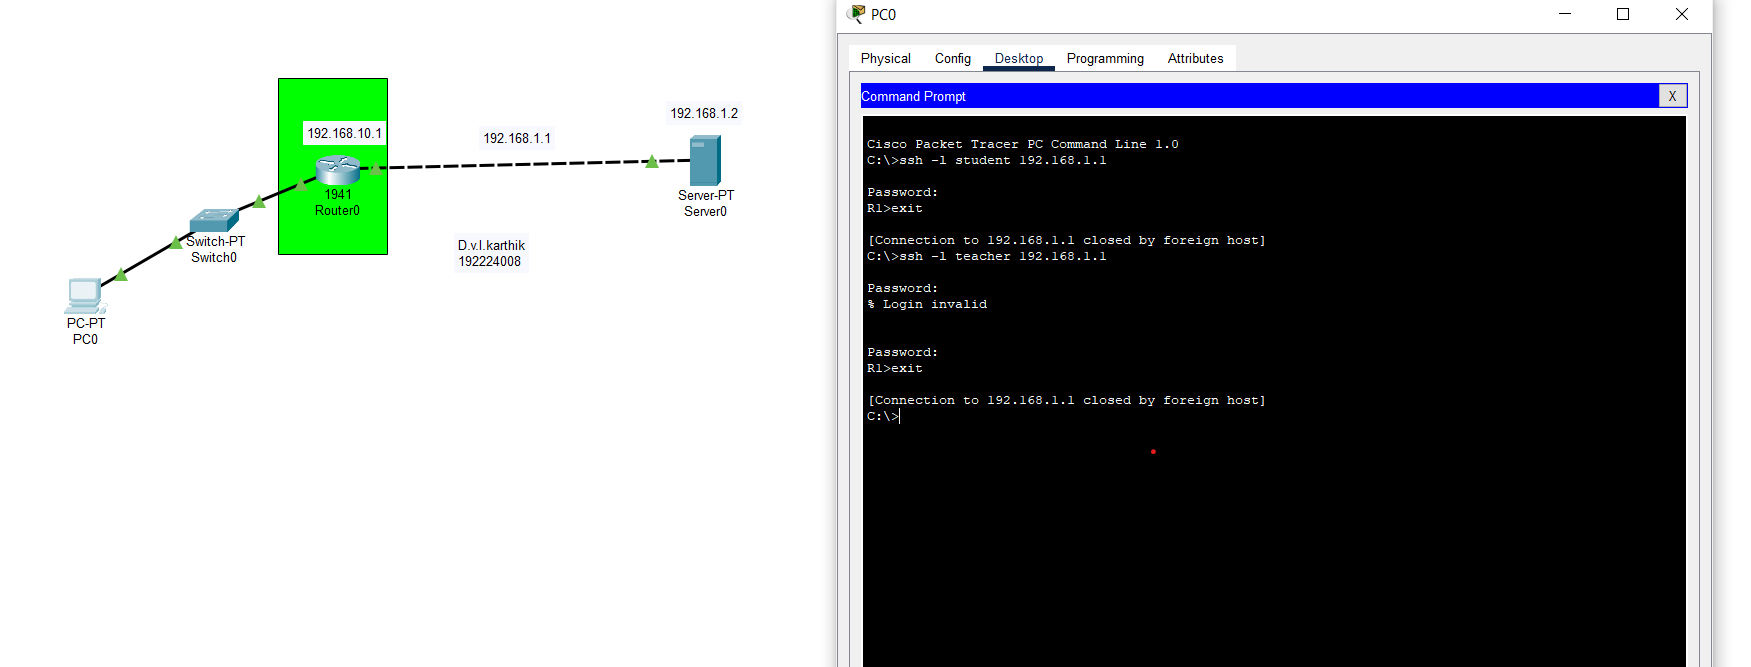 192.168.10.1
192.168.1.1
192.168.1.2
1941
Router0
Server-PT
Server0
Switch-PT
Switch0
D.v.l.karthik
192224008
PC-PT
PC0
PC0
Physical Config Desktop Programming Attributes
Command Prompt
X
Cisco Packet Tracer PC Command Line 1.0
C:\>ssh -l student 192.168.1.1
Password:
R1>exit
[Connection to 192.168.1.1 closed by foreign host]
C:\>ssh -l teacher 192.168.1.1
Password:
% Login invalid
Password:
R1>exit
[Connection to 192.168.1.1 closed by foreign host]
C:\>